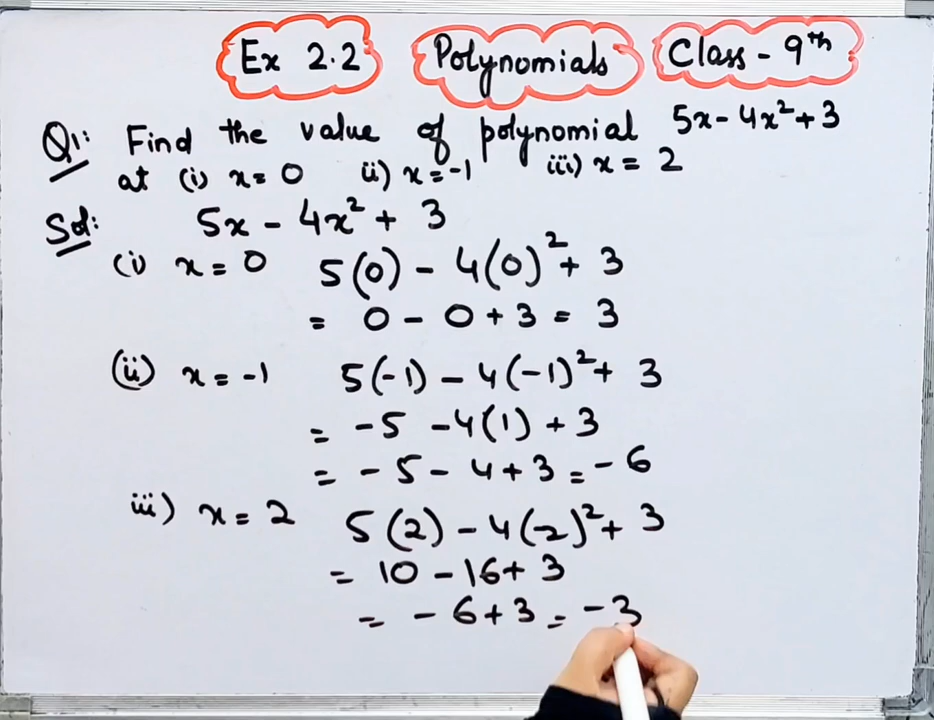 Ex 2.2 Polynomials Class - 9th
Q1: Find the value of polynomial 5x - 4x² + 3
at (i) x = 0 ii) x = -1 iii) x = 2
Sol: 5x - 4x² + 3
(i) x = 0 5(0) - 4(0)² + 3
= 0 - 0 + 3 = 3
(ii) x = -1 5(-1) - 4(-1)² + 3
= -5 - 4(1) + 3
= -5 - 4 + 3 = -6
iii) x = 2 5(2) - 4(2)² + 3
= 10 - 16 + 3
= -6 + 3 = -3